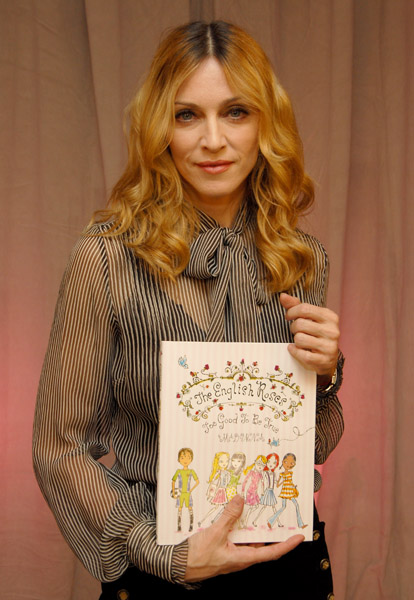 The English Roses
Too Good To Be True
MADONNA